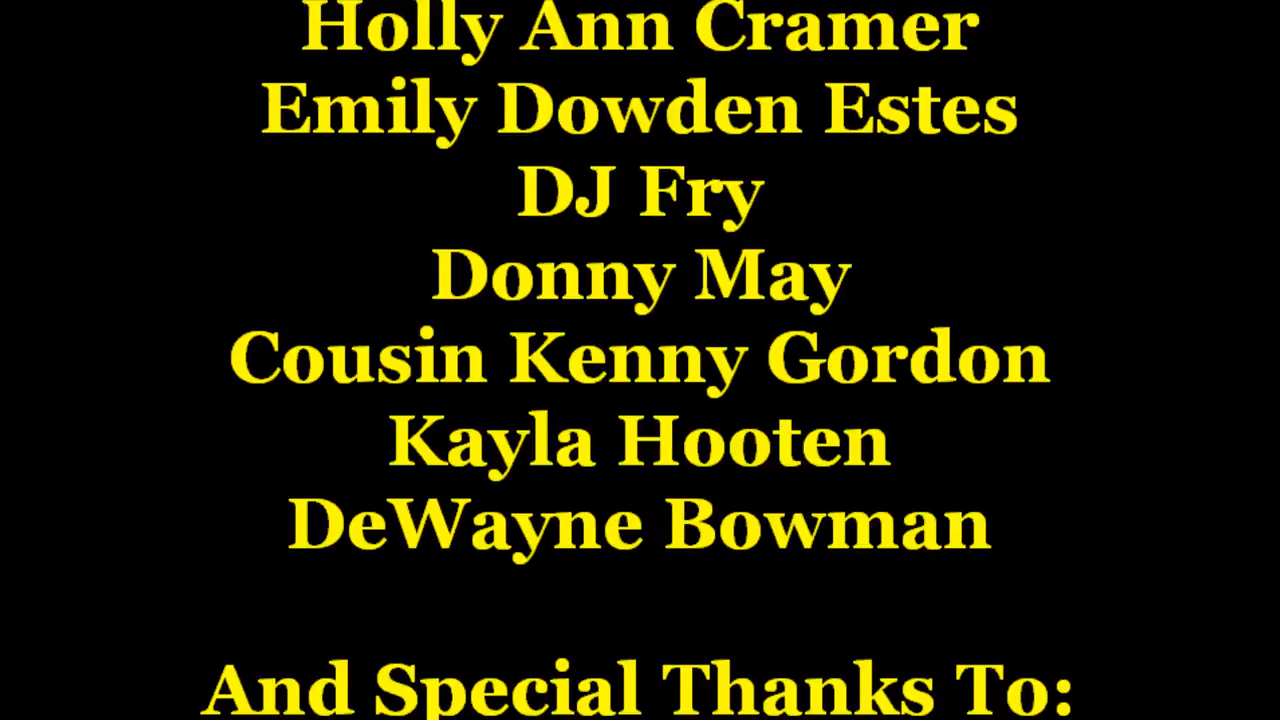 Holly Ann Cramer
Emily Dowden Estes
DJ Fry
Donny May
Cousin Kenny Gordon
Kayla Hooten
DeWayne Bowman
And Special Thanks To: